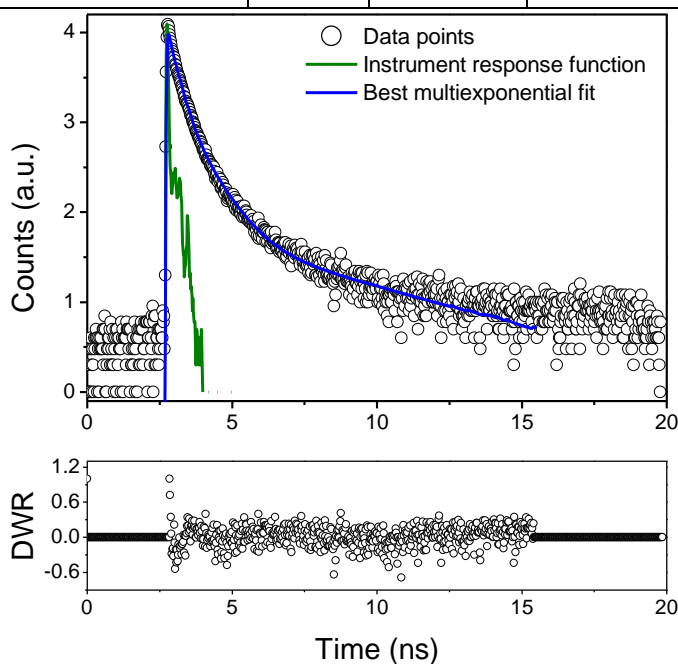 Data points
Instrument response function
Best multiexponential fit
Counts (a.u.)
4
3
2
1
0
0 5 10 15 20
DWR
1.2
0.6
0.0
-0.6
0 5 10 15 20
Time (ns)